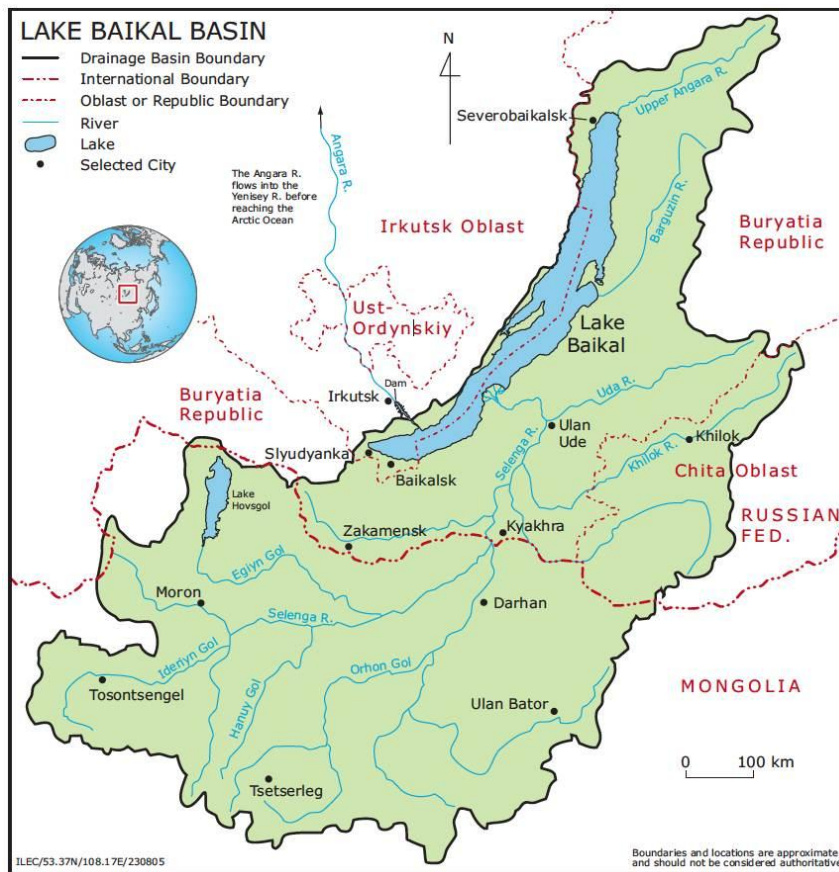 LAKE BAIKAL BASIN
Drainage Basin Boundary
International Boundary
Oblast or Republic Boundary
River
Lake
Selected City
N
Severobaikalsk
Upper Angara R.
Angara R.
The Angara R.
flows into the
Yenisey R. before
reaching the
Arctic Ocean
Irkutsk Oblast
Barguzin R.
Buryatia
Republic
Ust-
Ordynskiy
Lake
Baikal
Dam
Irkutsk
Buryatia
Republic
Uda R.
Ulan
Ude
Khilok
Slyudyanka
Baikalsk
Selenga R.
Khilok R.
Chita Oblast
Lake
Hovsgol
RUSSIAN
FED.
Zakamensk
Kyakhra
Egiyn Gol
Moron
Darhan
Selenga R.
Ideriyn Gol
Orhon Gol
Tosontsengel
Hanuy Gol
MONGOLIA
Ulan Bator
Tsetserleg
0 100 km
ILEC/53.37N/108.17E/230805
Boundaries and locations are approximate
and should not be considered authoritative